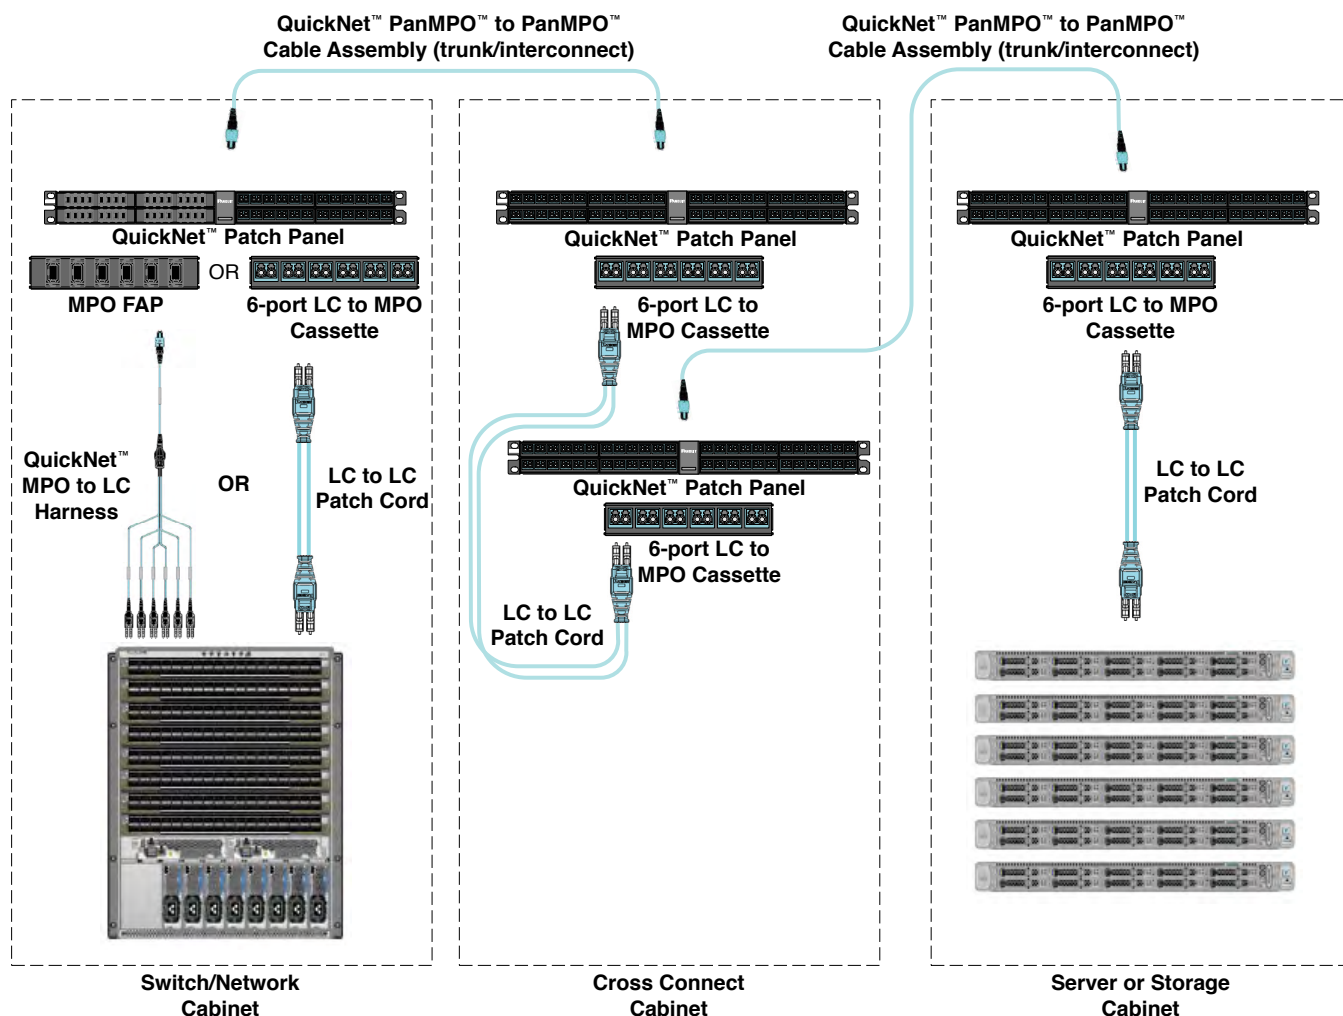 QuickNet™ PanMPO™ to PanMPO™
Cable Assembly (trunk/interconnect)
QuickNet™ PanMPO™ to PanMPO™
Cable Assembly (trunk/interconnect)
QuickNet™ Patch Panel
MPO FAP
OR
6-port LC to MPO
Cassette
QuickNet™
MPO to LC
Harness
OR
LC to LC
Patch Cord
Switch/Network
Cabinet
QuickNet™ Patch Panel
6-port LC to
MPO Cassette
QuickNet™ Patch Panel
6-port LC to
MPO Cassette
LC to LC
Patch Cord
Cross Connect
Cabinet
QuickNet™ Patch Panel
6-port LC to MPO
Cassette
LC to LC
Patch Cord
Server or Storage
Cabinet